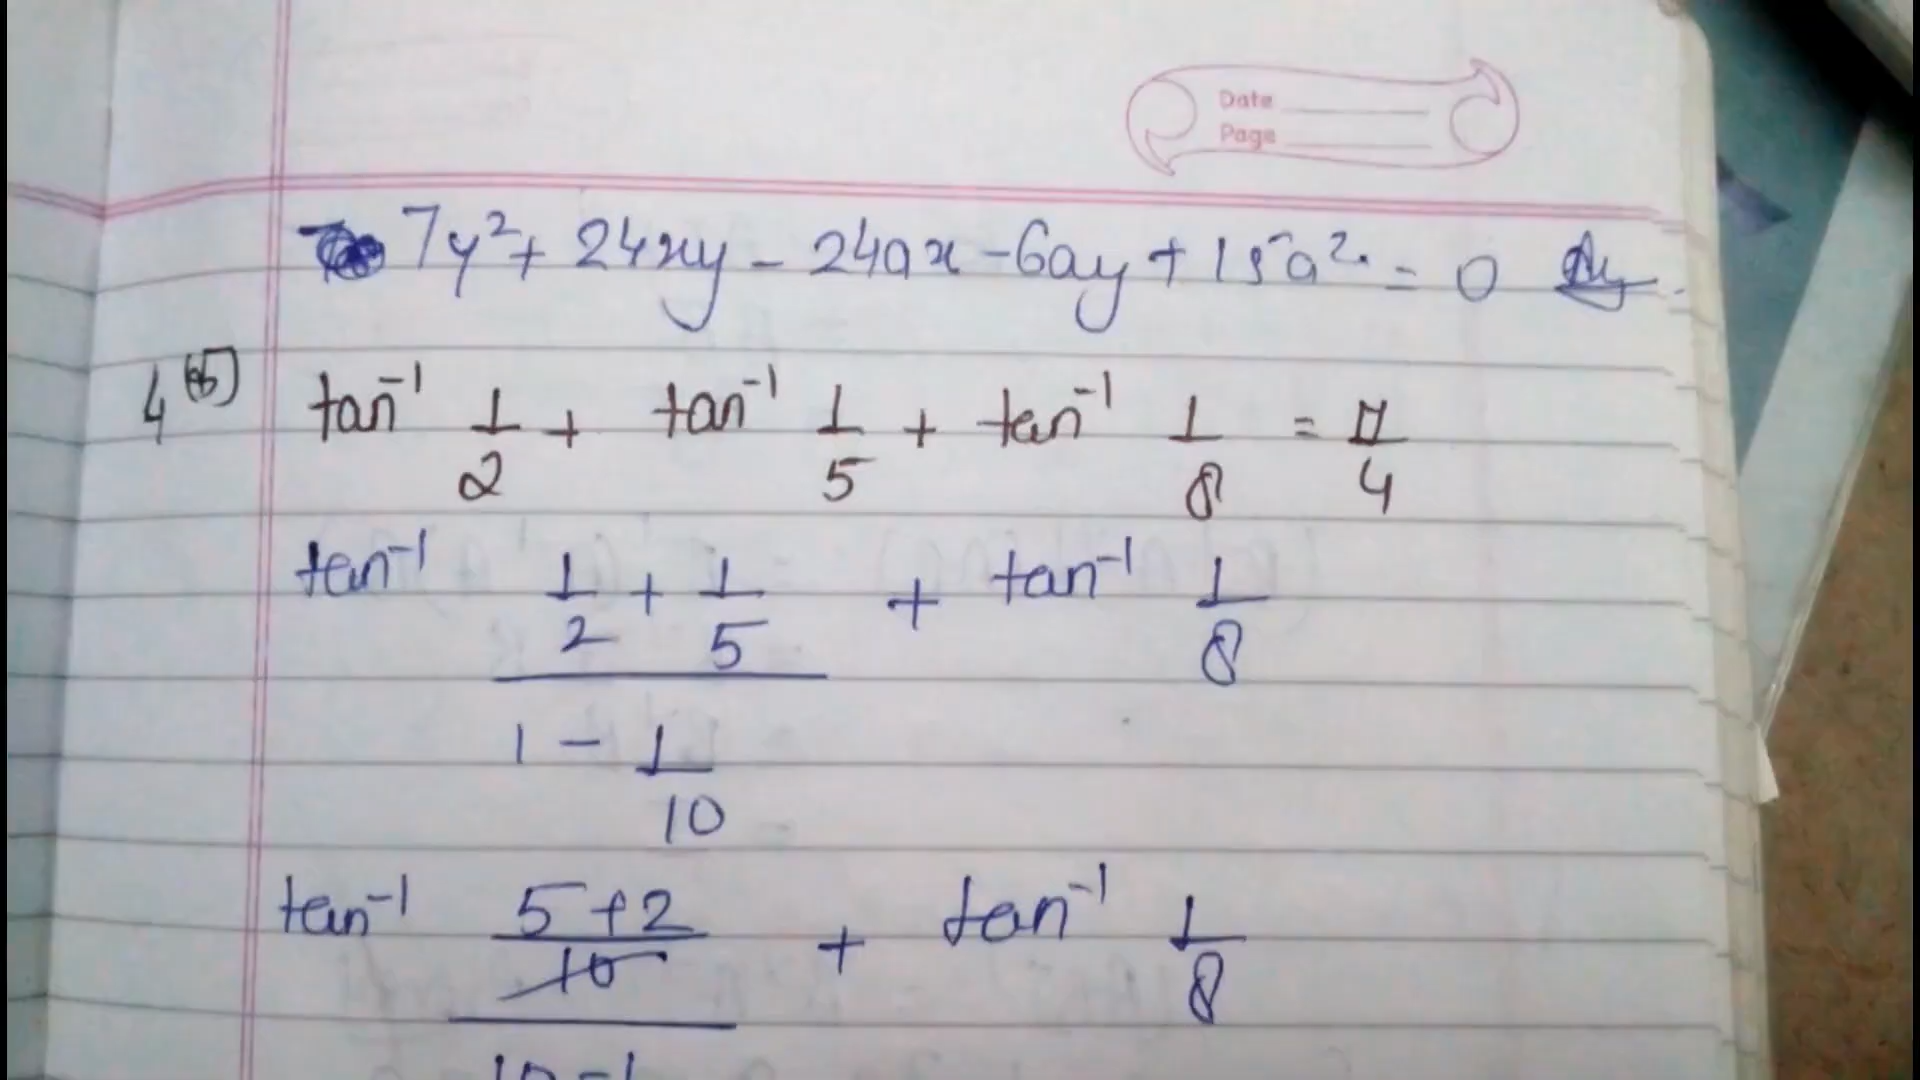 Date
Page
7y² + 24xy - 24ax - 6ay + 15a² = 0
4(b) tan⁻¹ 1/2 + tan⁻¹ 1/5 + tan⁻¹ 1/8 = π/4
tan⁻¹ (1/2 + 1/5)/(1 - 1/10) + tan⁻¹ 1/8
tan⁻¹ ((5+2)/10)/(10-1 + tan⁻¹ 1/8